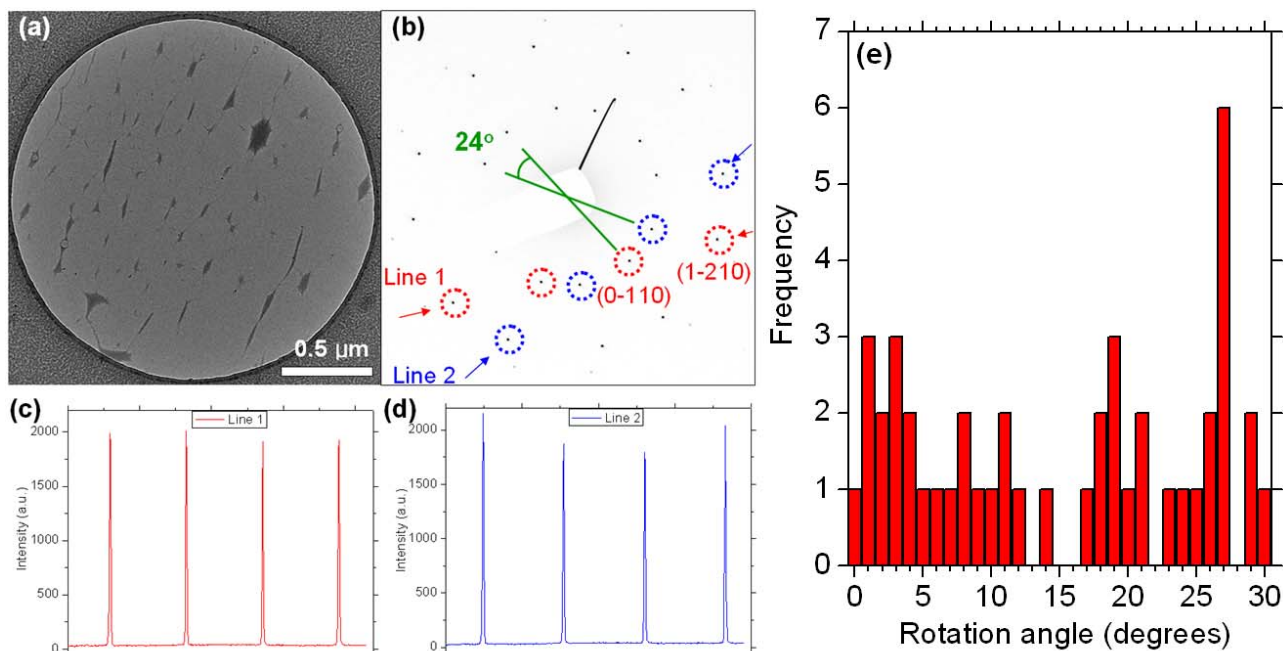 (a)
0.5 µm
(b)
24°
Line 1
(0-110)
(1-210)
Line 2
(c)
Line 1
2000
1500
1000
500
0
Intensity (a.u.)
(d)
Line 2
2000
1500
1000
500
0
Intensity (a.u.)
(e)
7
6
5
4
3
2
1
0
Frequency
0 5 10 15 20 25 30
Rotation angle (degrees)